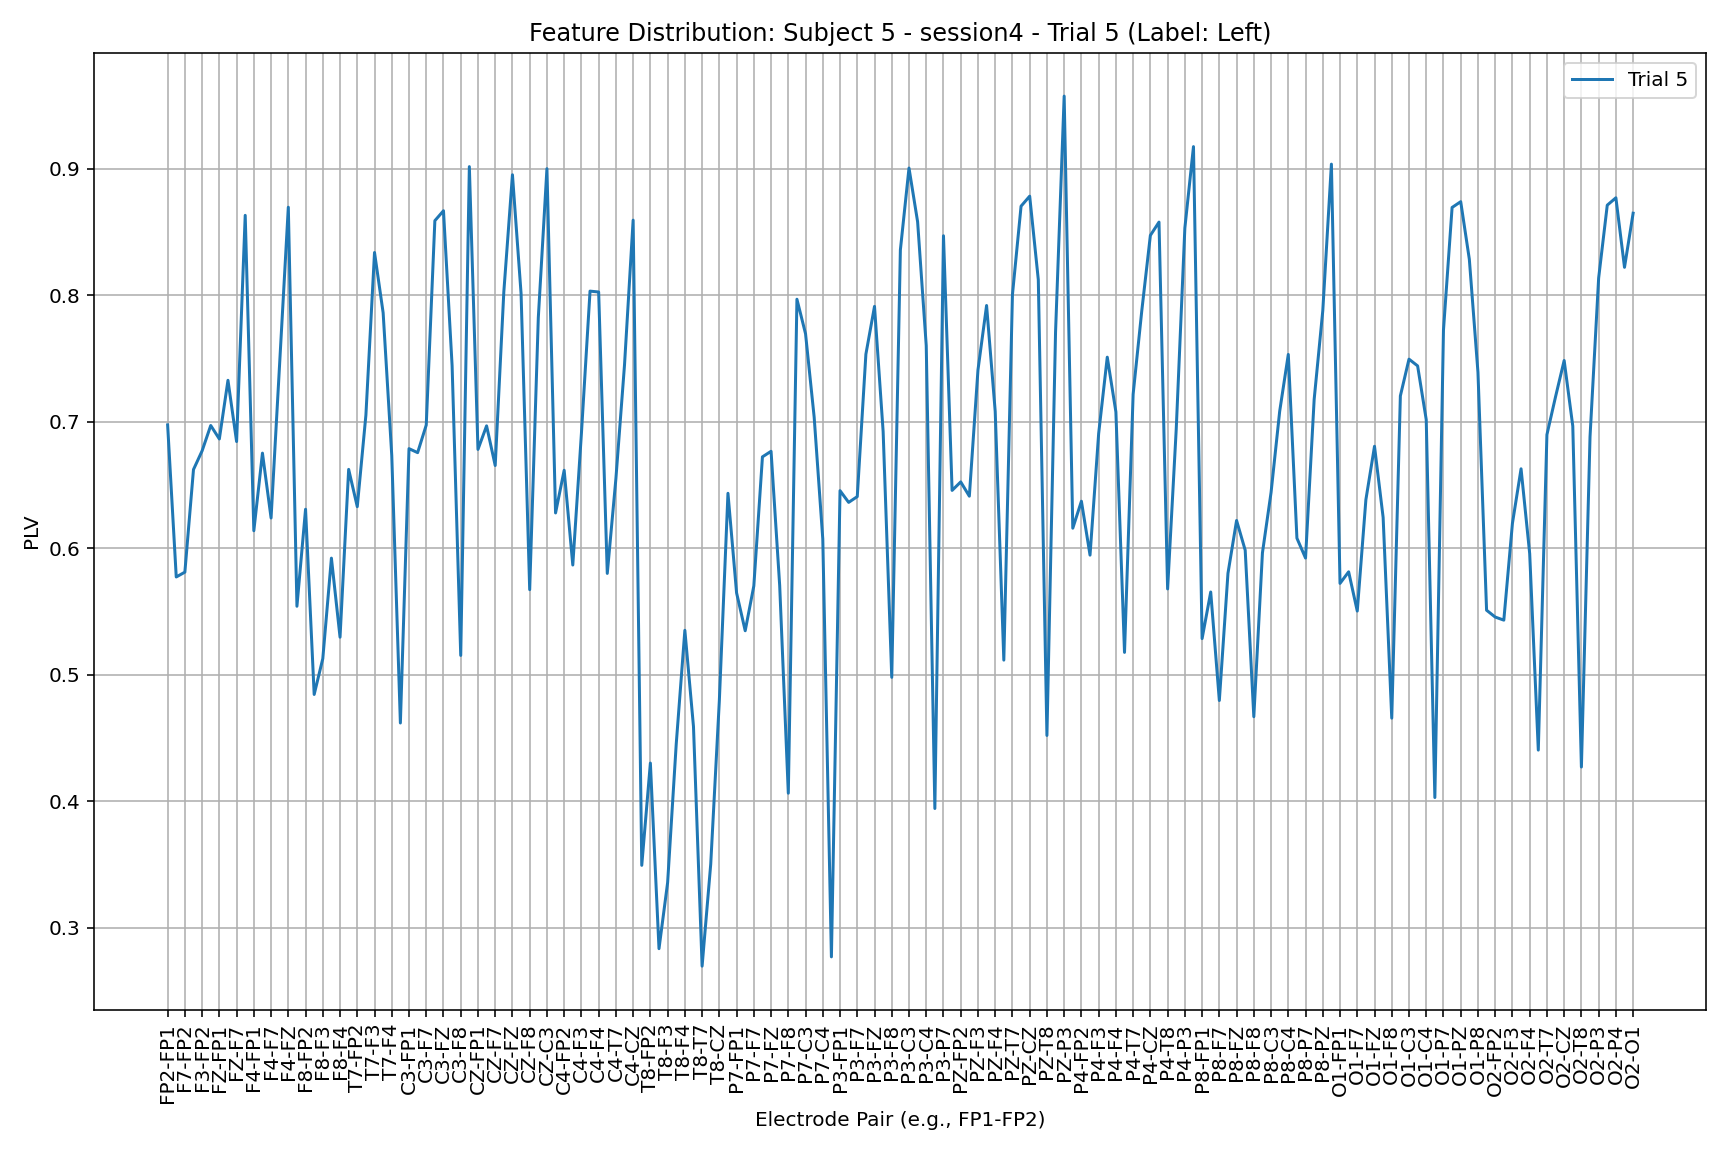 Feature Distribution: Subject 5 - session4 - Trial 5 (Label: Left)
Trial 5
PLV
0.9
0.8
0.7
0.6
0.5
0.4
0.3
FP2-FP1
F7-FP2
F3-FP2
FZ-FP1
FZ-F7
F4-FP1
F4-F7
F4-FZ
F8-FP2
F8-F3
F8-F4
T7-FP2
T7-F3
T7-F4
C3-FP1
C3-F7
C3-FZ
C3-F8
CZ-FP1
CZ-F7
CZ-FZ
CZ-F8
CZ-C3
C4-FP2
C4-F3
C4-F4
C4-T7
C4-CZ
T8-FP2
T8-F3
T8-F4
T8-T7
T8-CZ
P7-FP1
P7-F7
P7-FZ
P7-F8
P7-C3
P7-C4
P3-FP1
P3-F7
P3-FZ
P3-F8
P3-C3
P3-C4
P3-P7
PZ-FP2
PZ-F3
PZ-F4
PZ-T7
PZ-CZ
PZ-T8
PZ-P3
P4-FP2
P4-F3
P4-F4
P4-T7
P4-CZ
P4-T8
P4-P3
P8-FP1
P8-F7
P8-FZ
P8-F8
P8-C3
P8-C4
P8-P7
P8-PZ
O1-FP1
O1-F7
O1-FZ
O1-F8
O1-C3
O1-C4
O1-P7
O1-PZ
O1-P8
O2-FP2
O2-F3
O2-F4
O2-T7
O2-CZ
O2-T8
O2-P3
O2-P4
O2-O1
Electrode Pair (e.g., FP1-FP2)